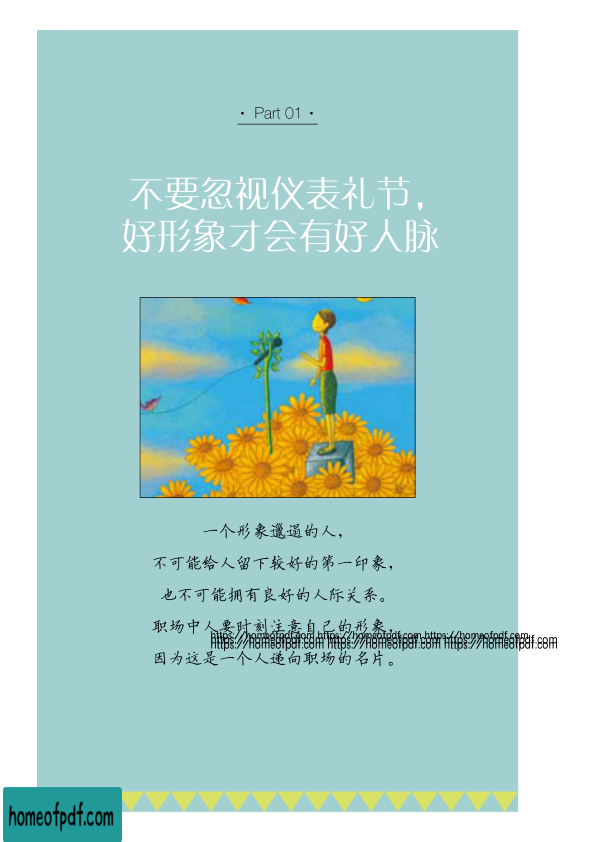 · Part 01 ·
不要忽视仪表礼节，
好形象才会有好人脉
一个形象邋遢的人，
不可能给人留下较好的第一印象，
也不可能拥有良好的人际关系。
职场中人要时刻注意自己的形象，
https://homeofpdf.com https://homeofpdf.com https://homeofpdf.com
https://homeofpdf.com https://homeofpdf.com https://homeofpdf.com
因为这是一个人递向职场的名片。
homeofpdf.com